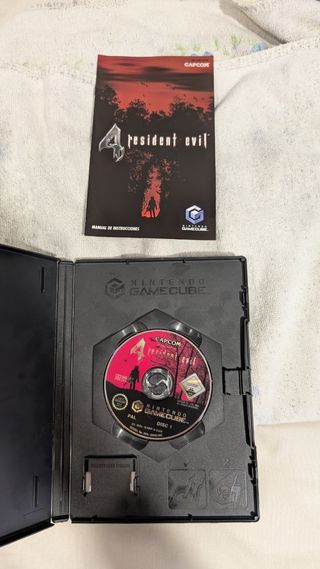 CAPCOM
4 resident evil
MANUAL DE INSTRUCCIONES
NINTENDO
GAMECUBE
NINTENDO
GAMECUBE
CAPCOM
4 resident evil
NINTENDO
GAMECUBE
PAL
DISC 1